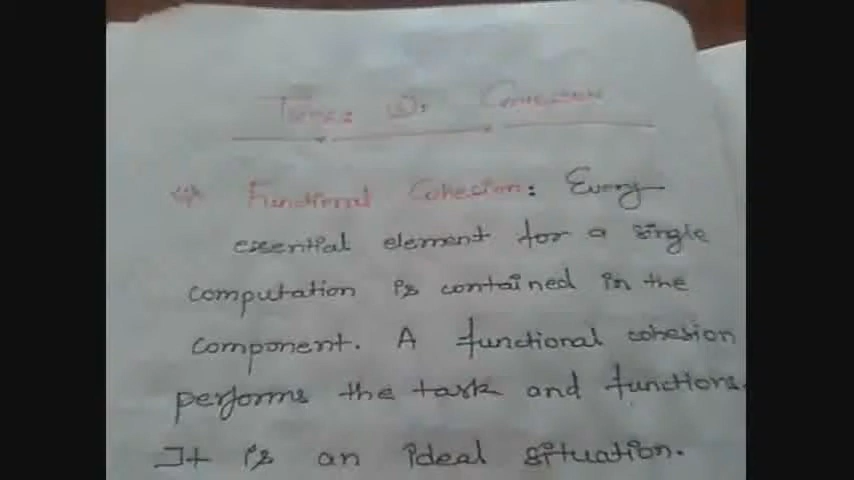 Types of Cohesion
Functional Cohesion: Every
essential element for a single
computation is contained in the
component. A functional cohesion
performs the task and functions.
It is an ideal situation.